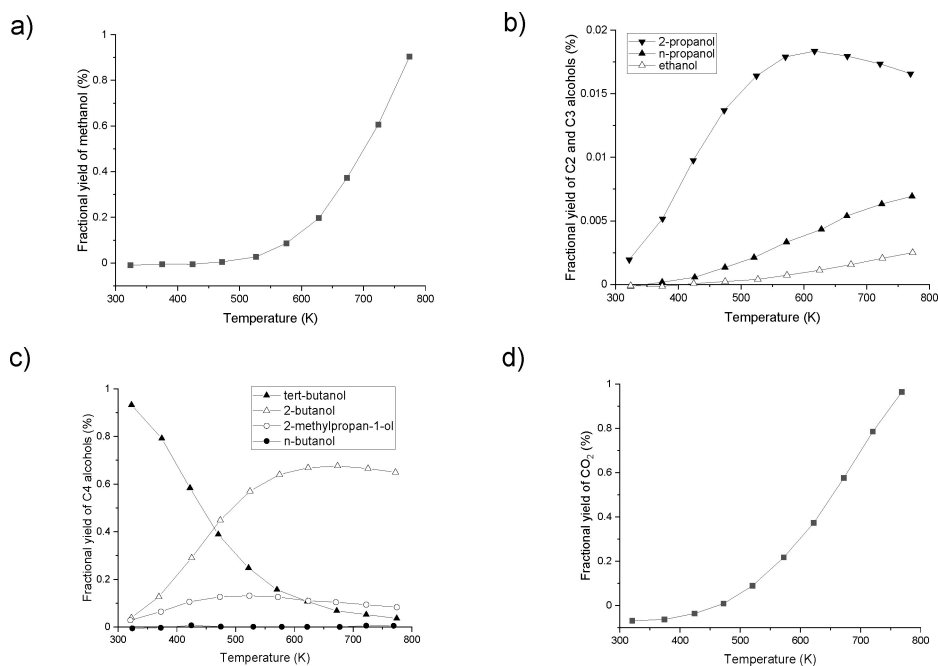 a)
Fractional yield of methanol (%)
1
0.8
0.6
0.4
0.2
0
300 400 500 600 700 800
Temperature (K)
b)
Fractional yield of C2 and C3 alcohols (%)
0.02
0.015
0.01
0.005
0
2-propanol
n-propanol
ethanol
300 400 500 600 700 800
Temperature (K)
c)
Fractional yield of C4 alcohols (%)
1
0.8
0.6
0.4
0.2
0
tert-butanol
2-butanol
2-methylpropan-1-ol
n-butanol
300 400 500 600 700 800
Temperature (K)
d)
Fractional yield of CO₂ (%)
1
0.8
0.6
0.4
0.2
0
300 400 500 600 700 800
Temperature (K)